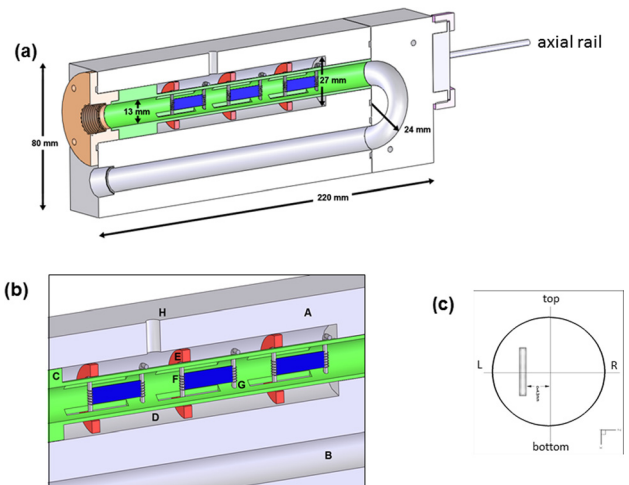 (a)
axial rail
27 mm
13 mm
80 mm
24 mm
220 mm
(b)
H
A
E
C
F
G
D
B
(c)
top
L
R
bottom